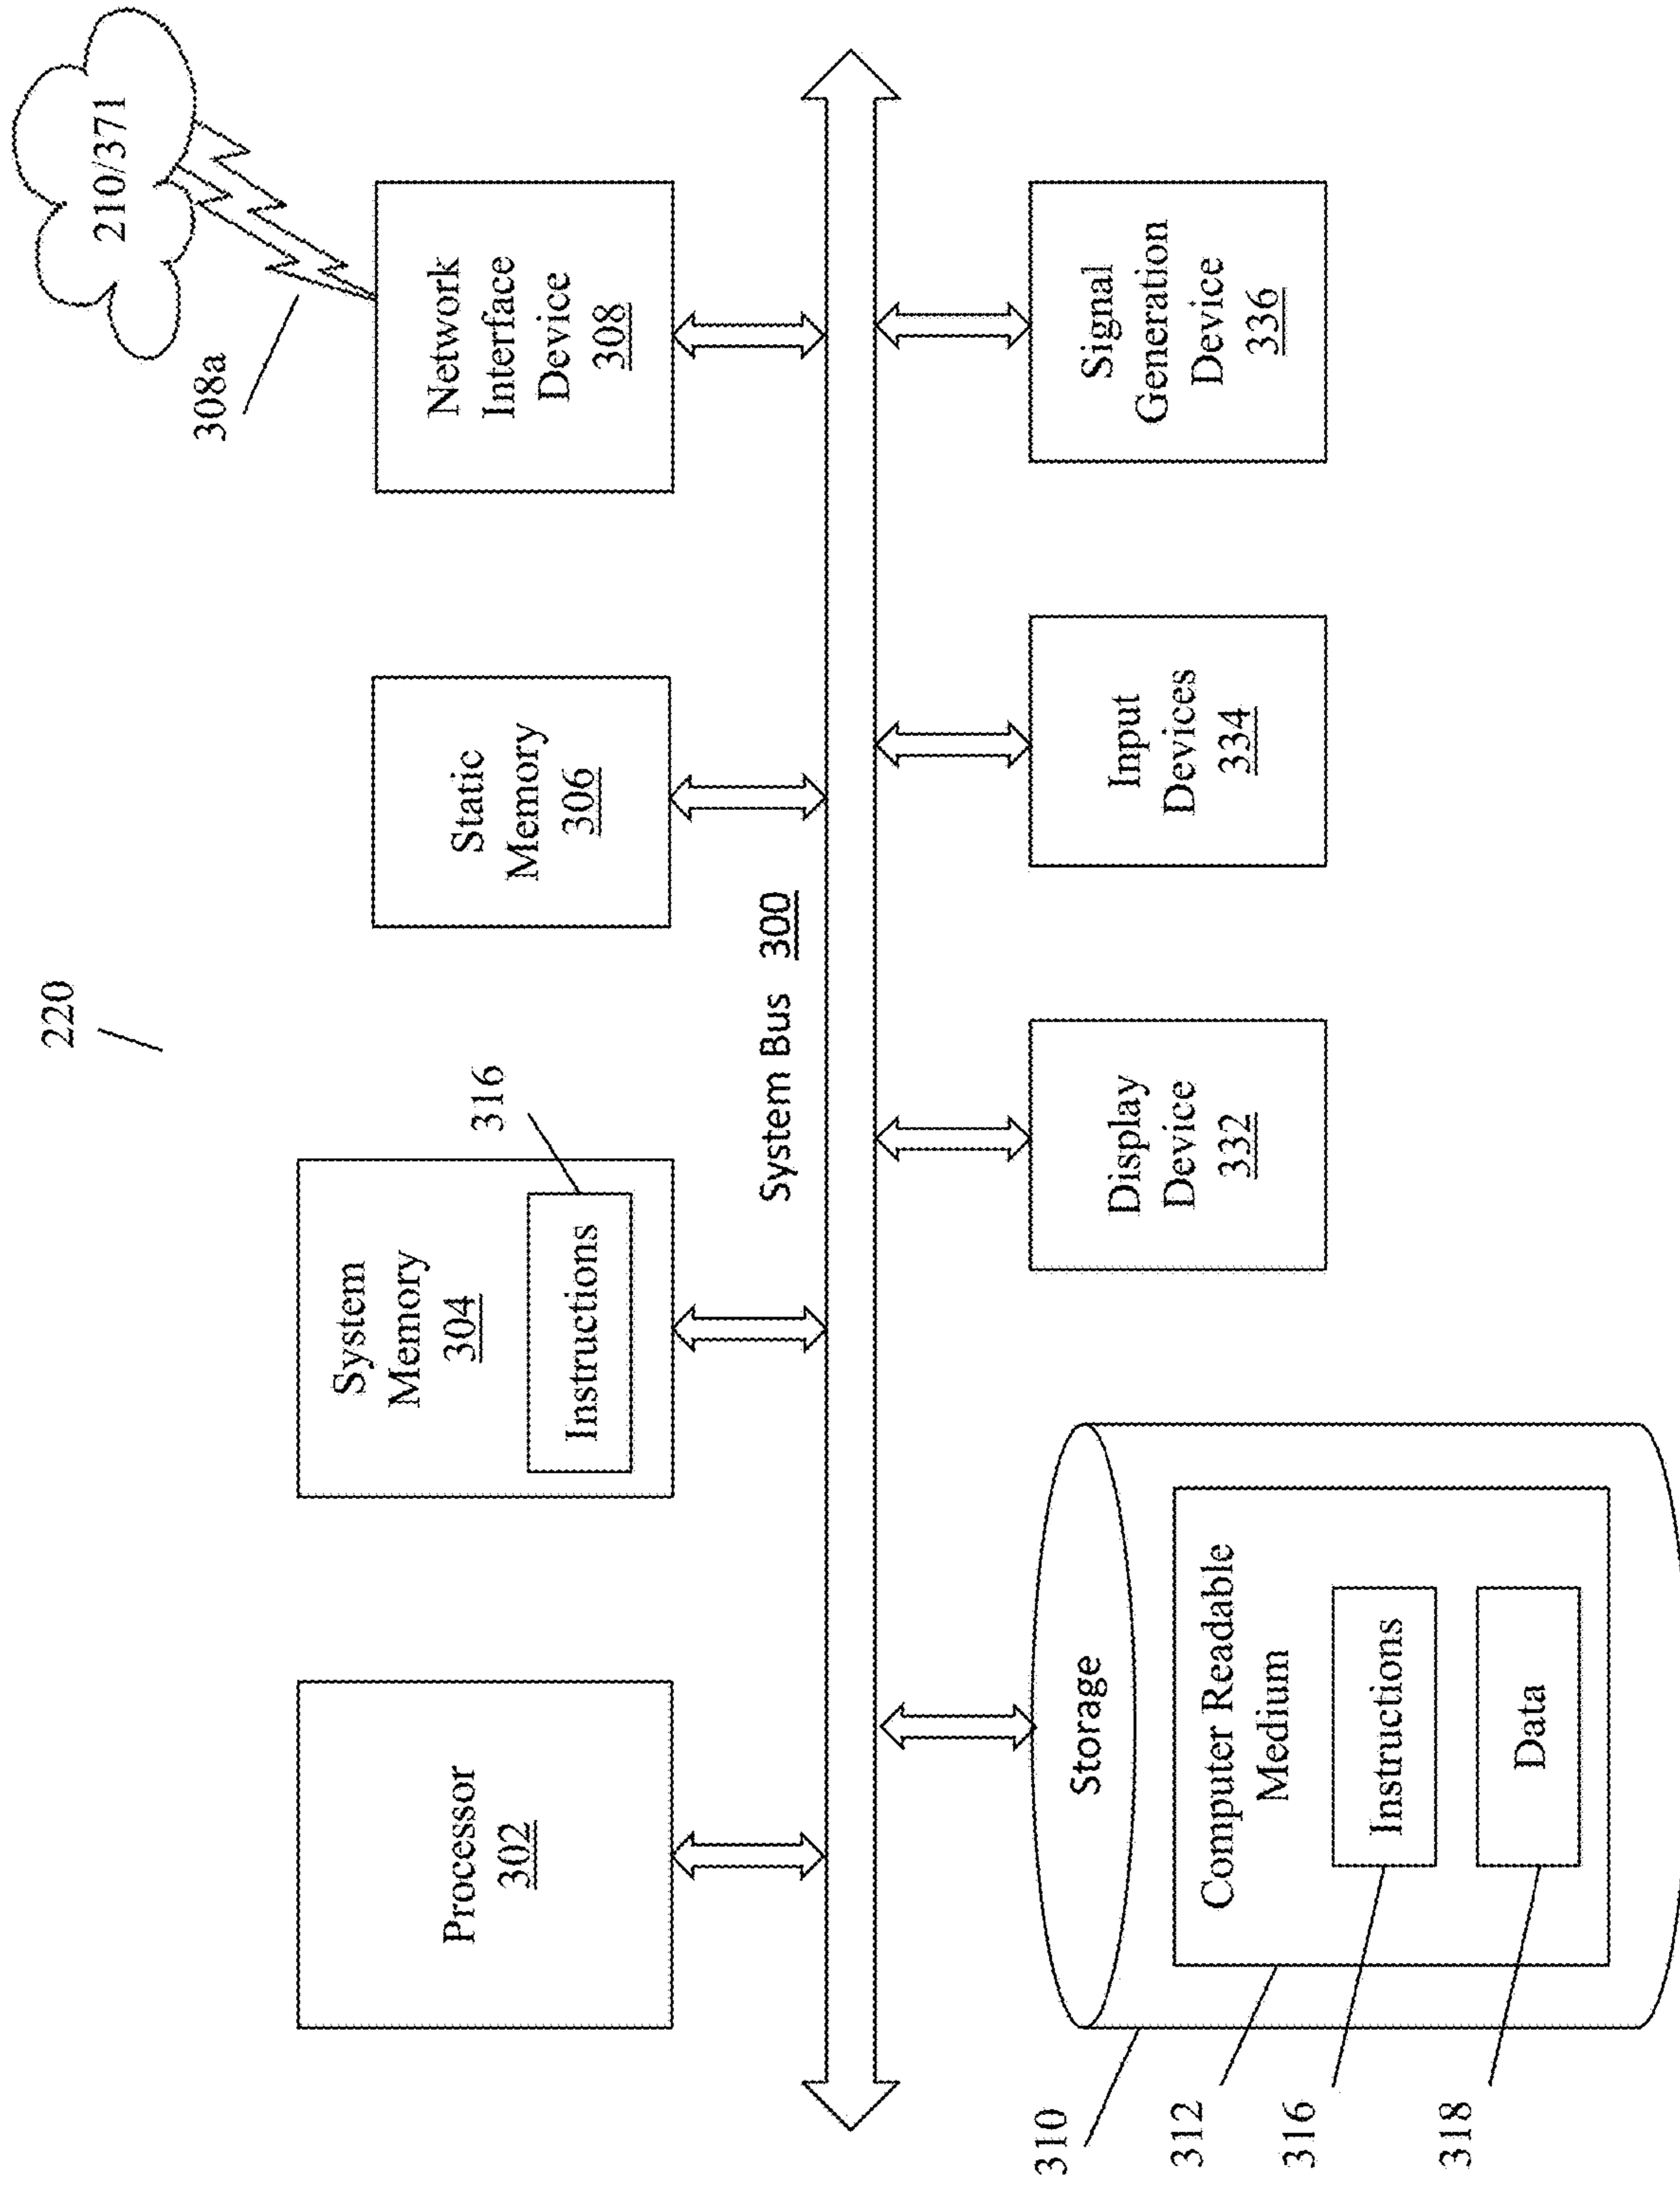 220
210/371
308a
Processor
302
System
Memory
304
Instructions
316
Static
Memory
306
Network
Interface
Device
308
System Bus 300
Storage
Computer Readable
Medium
Instructions
Data
310
312
316
318
Display
Device
332
Input
Devices
334
Signal
Generation
Device
336